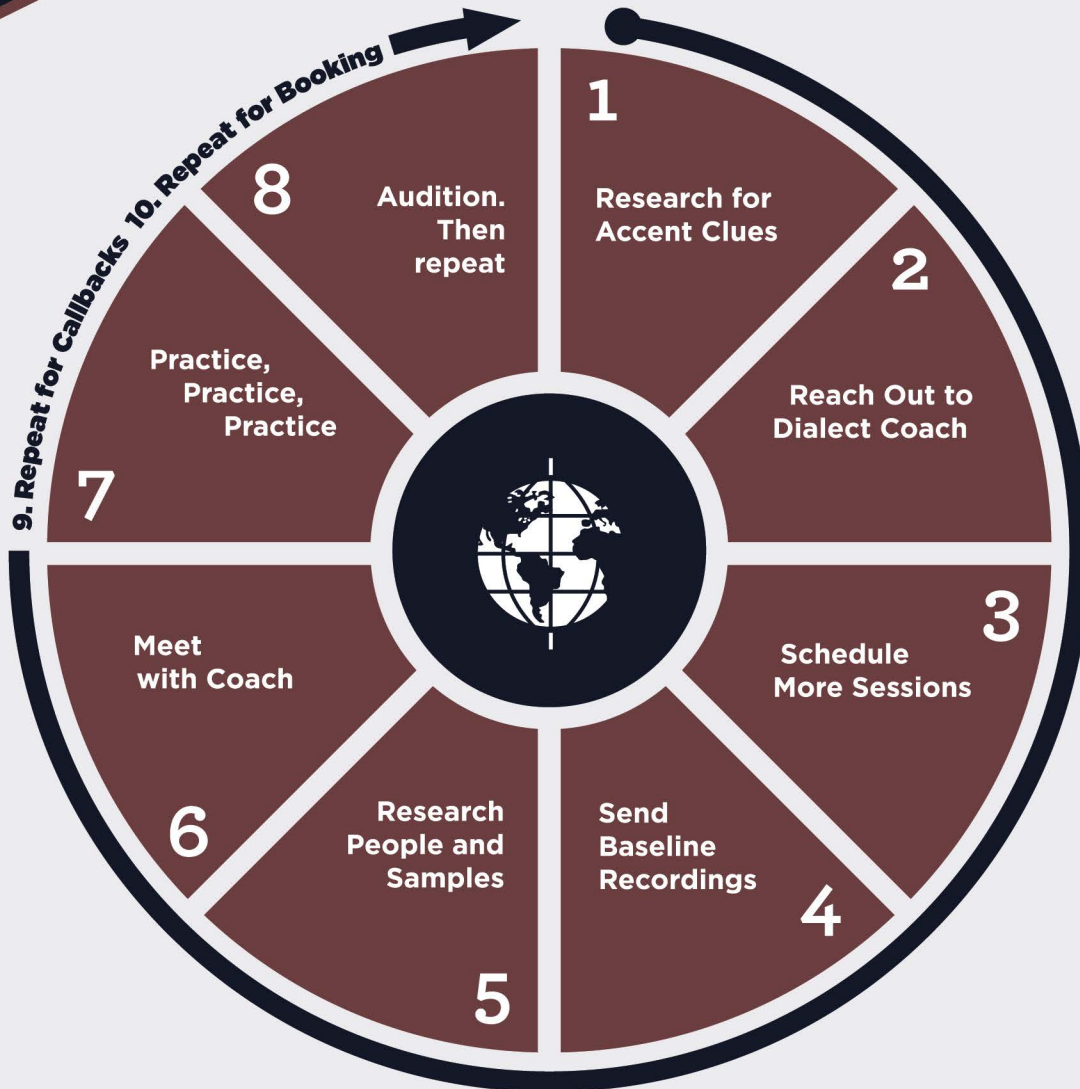 1
Research for
Accent Clues
2
Reach Out to
Dialect Coach
3
Schedule
More Sessions
4
Send
Baseline
Recordings
5
Research
People and
Samples
6
Meet
with Coach
7
Practice,
Practice,
Practice
8
Audition.
Then
repeat
9. Repeat for Callbacks 10. Repeat for Booking